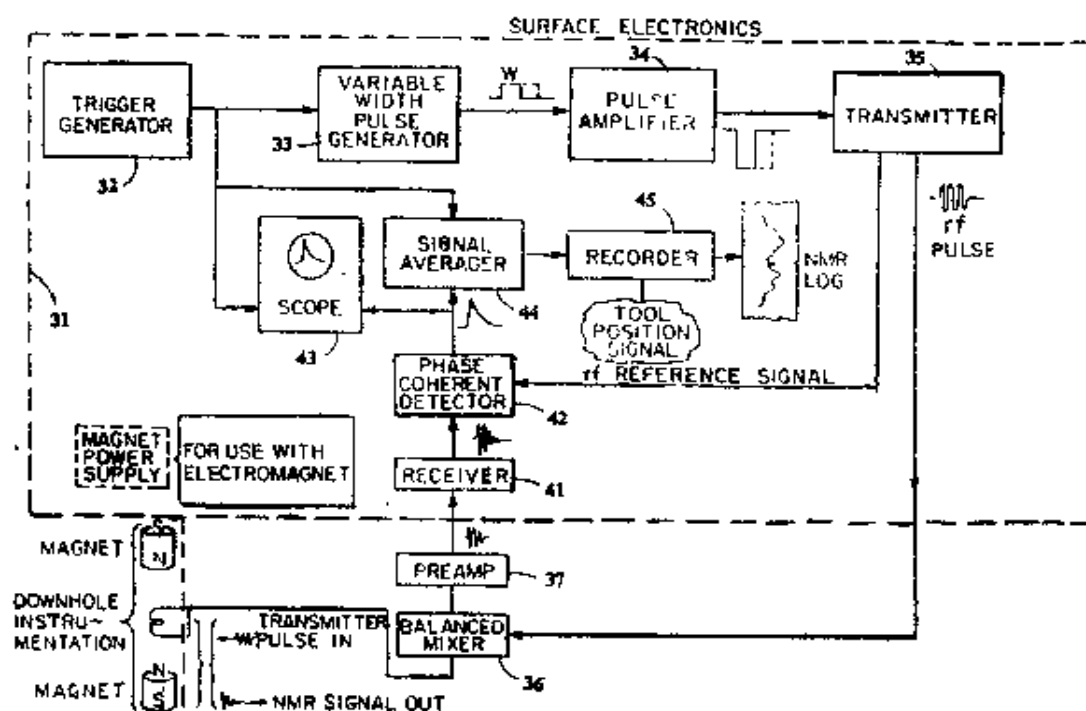 SURFACE ELECTRONICS
TRIGGER
GENERATOR
32
VARIABLE
WIDTH
PULSE
GENERATOR
33
W
34
PULSE
AMPLIFIER
35
TRANSMITTER
rf
PULSE
31
SCOPE
43
SIGNAL
AVERAGER
44
45
RECORDER
NMR
LOG
TOOL
POSITION
SIGNAL
PHASE
COHERENT
DETECTOR
42
rf REFERENCE SIGNAL
MAGNET
POWER
SUPPLY
FOR USE WITH
ELECTROMAGNET
RECEIVER
41
MAGNET
S
N
PREAMP
37
DOWNHOLE
INSTRU-
MENTATION
TRANSMITTER
PULSE IN
BALANCED
MIXER
36
MAGNET
N
S
NMR SIGNAL OUT